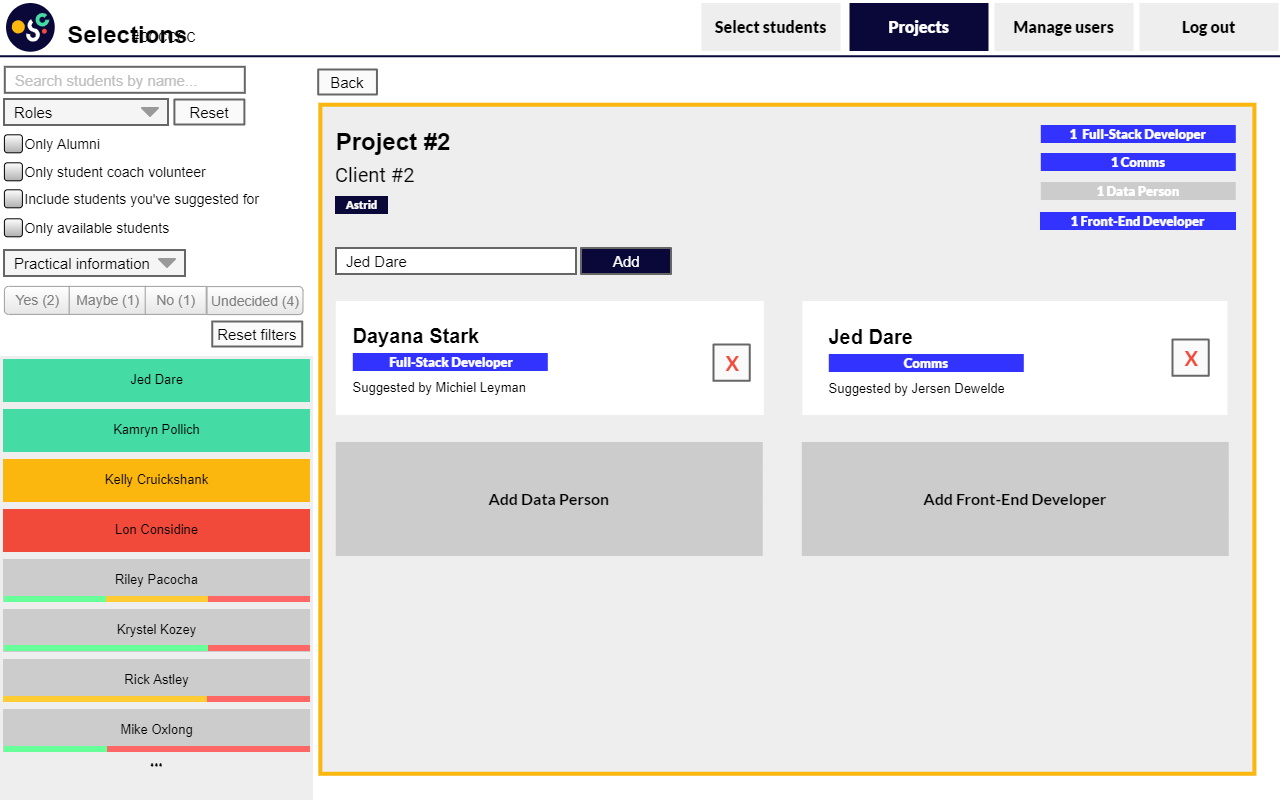 Selections
Select students
Projects
Manage users
Log out
Search students by name...
Roles
Reset
Only Alumni
Only student coach volunteer
Include students you've suggested for
Only available students
Practical information
Yes (2)
Maybe (1)
No (1)
Undecided (4)
Reset filters
Jed Dare
Kamryn Pollich
Kelly Cruickshank
Lon Considine
Riley Pacocha
Krystel Kozey
Rick Astley
Mike Oxlong
...
Back
Project #2
Client #2
Astrid
1 Full-Stack Developer
1 Comms
1 Data Person
1 Front-End Developer
Jed Dare
Add
Dayana Stark
Full-Stack Developer
Suggested by Michiel Leyman
X
Jed Dare
Comms
Suggested by Jersen Dewelde
X
Add Data Person
Add Front-End Developer